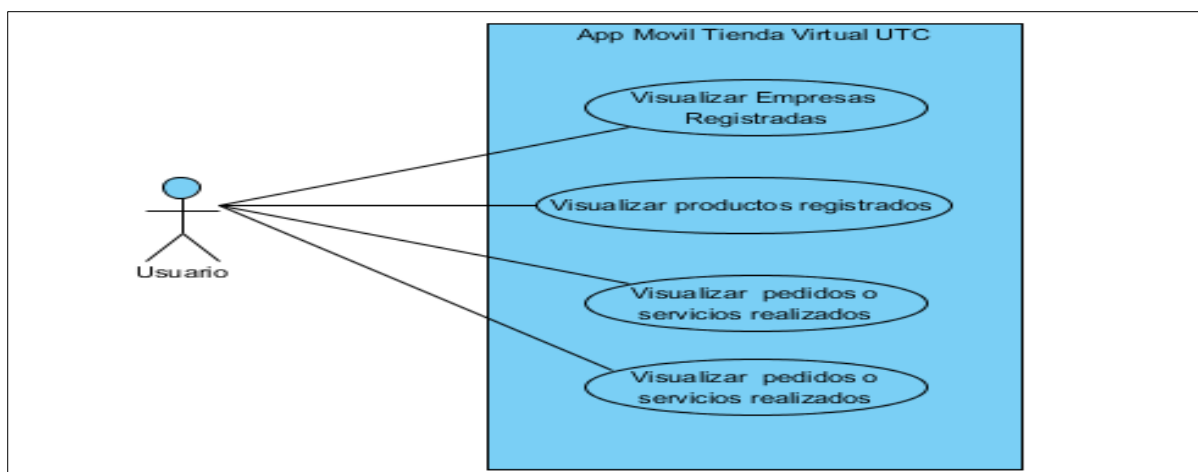 App Movil Tienda Virtual UTC
Visualizar Empresas
Registradas
Visualizar productos registrados
Usuario
Visualizar pedidos o
servicios realizados
Visualizar pedidos o
servicios realizados